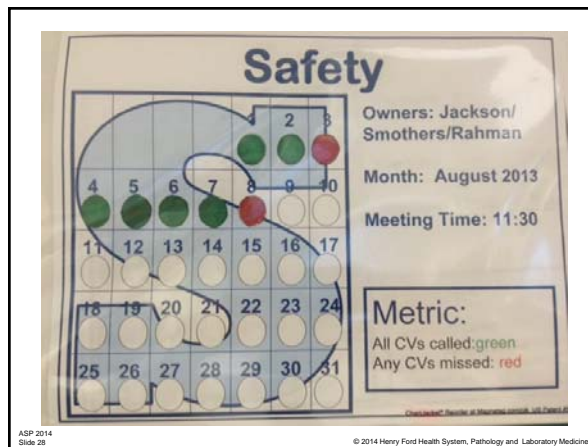 Safety
Owners: Jackson/
Smothers/Rahman
Month: August 2013
Meeting Time: 11:30
1 2 3
4 5 6 7 8 9 10
11 12 13 14 15 16 17
18 19 20 21 22 23 24
25 26 27 28 29 30 31
Metric:
All CVs called:green
Any CVs missed: red
ASP 2014
Slide 28
© 2014 Henry Ford Health System, Pathology and Laboratory Medicine